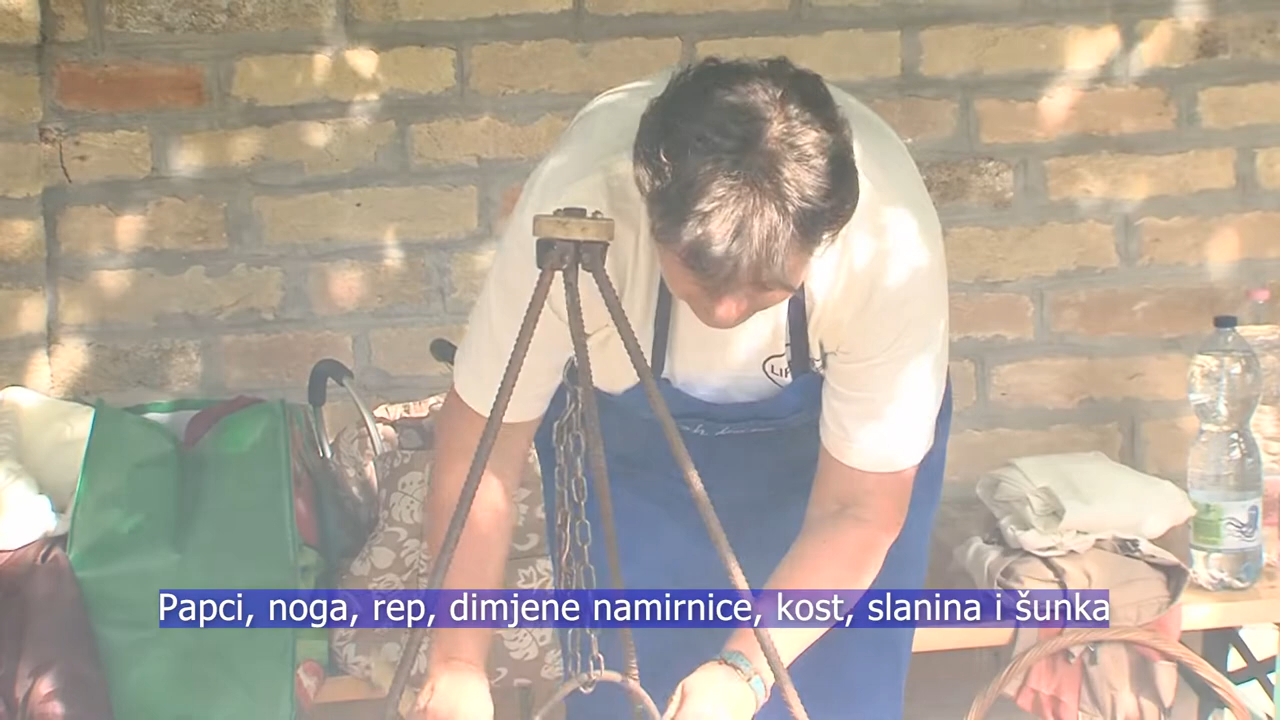 Papci, noga, rep, dimjene namirnice, kost, slanina i šunka